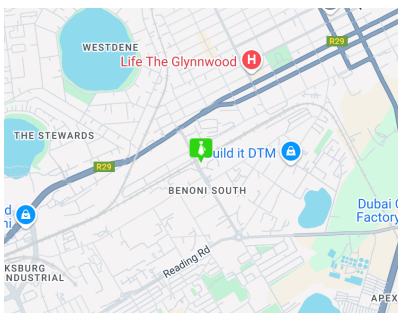 WESTDENE
Life The Glynnwood
H
R29
THE STEWARDS
uild it DTM
R29
BENONI SOUTH
Dubai
Factory
Reading Rd
KSBURG
NDUSTRIAL
APEX